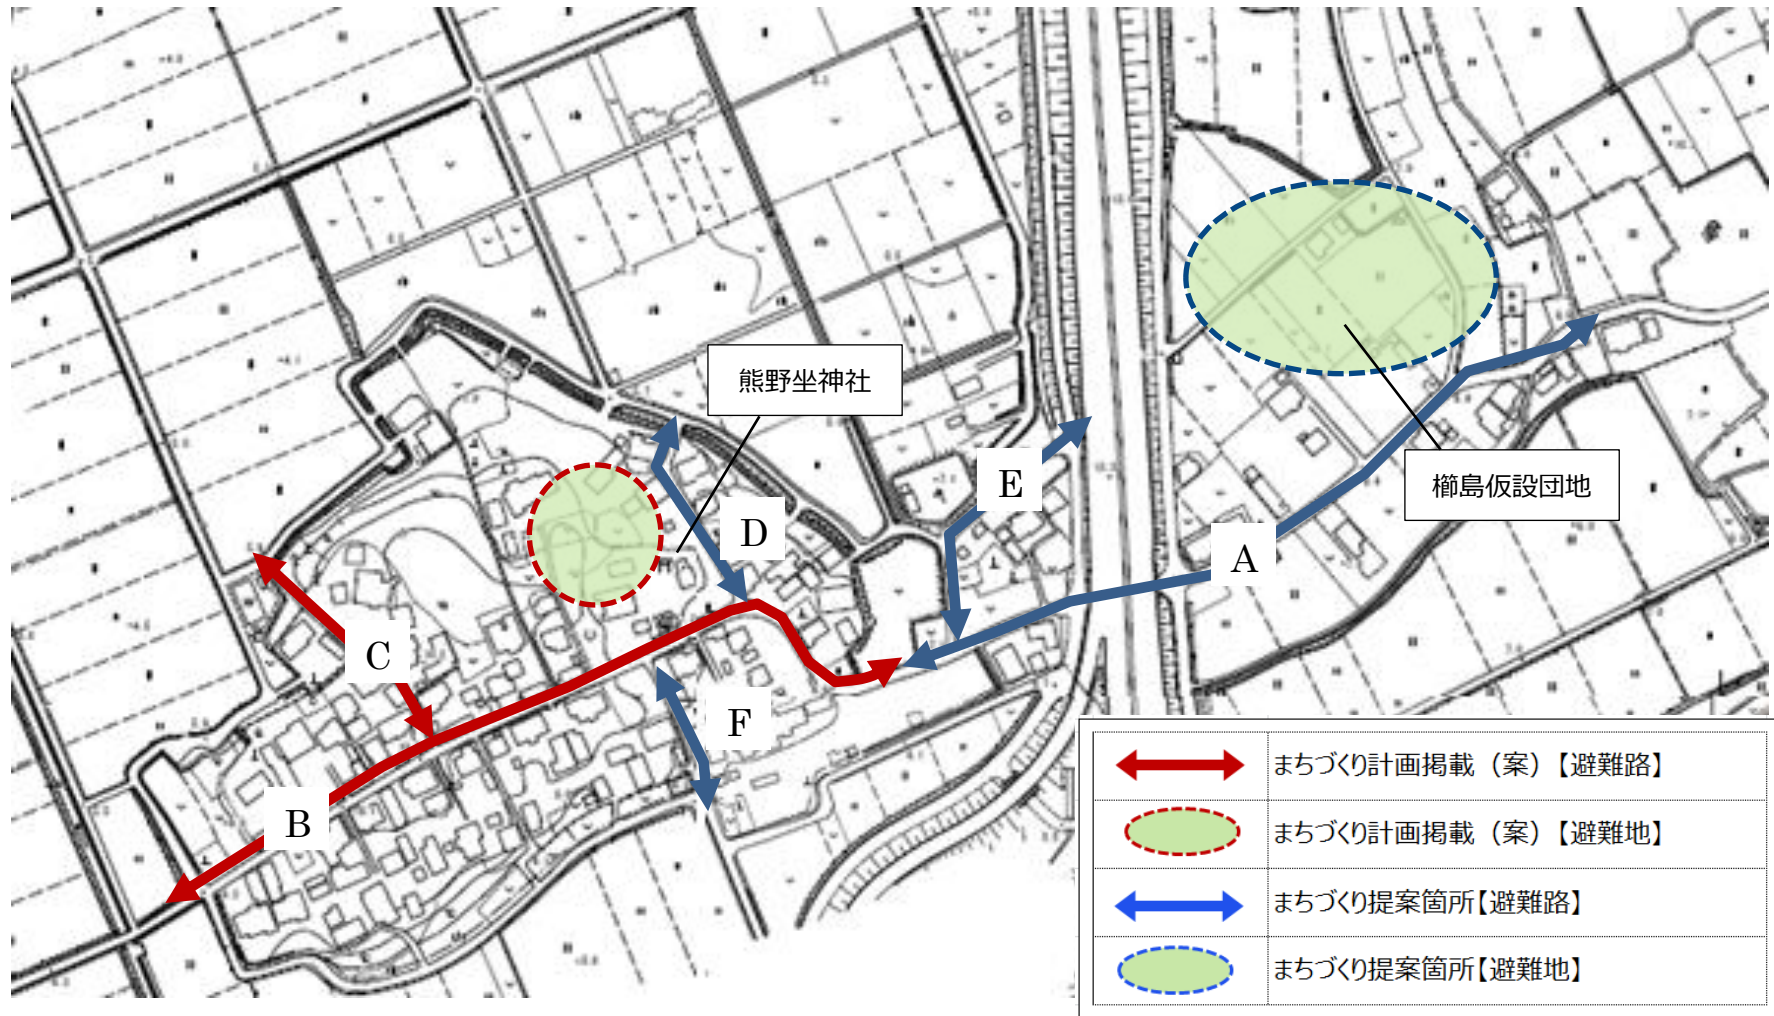 熊野坐神社
櫛島仮設団地
E
D
A
C
F
B
まちづくり計画掲載（案）【避難路】
まちづくり計画掲載（案）【避難地】
まちづくり提案箇所【避難路】
まちづくり提案箇所【避難地】